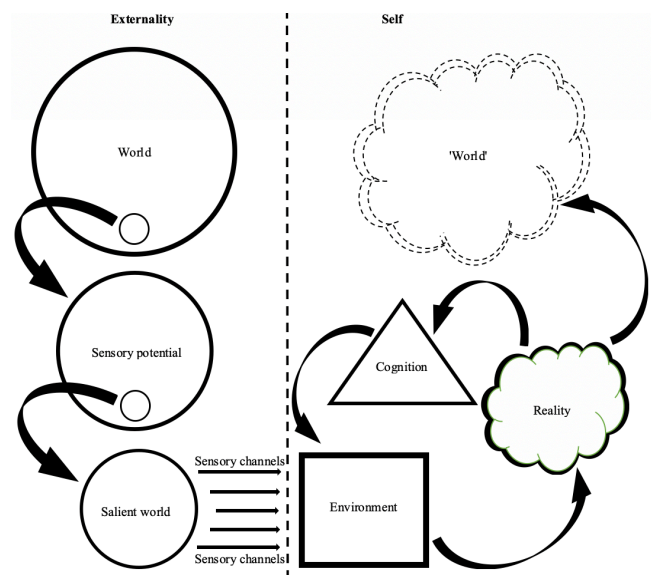 Externality
Self
World
'World'
Sensory potential
Cognition
Reality
Sensory channels
Salient world
Environment
Sensory channels